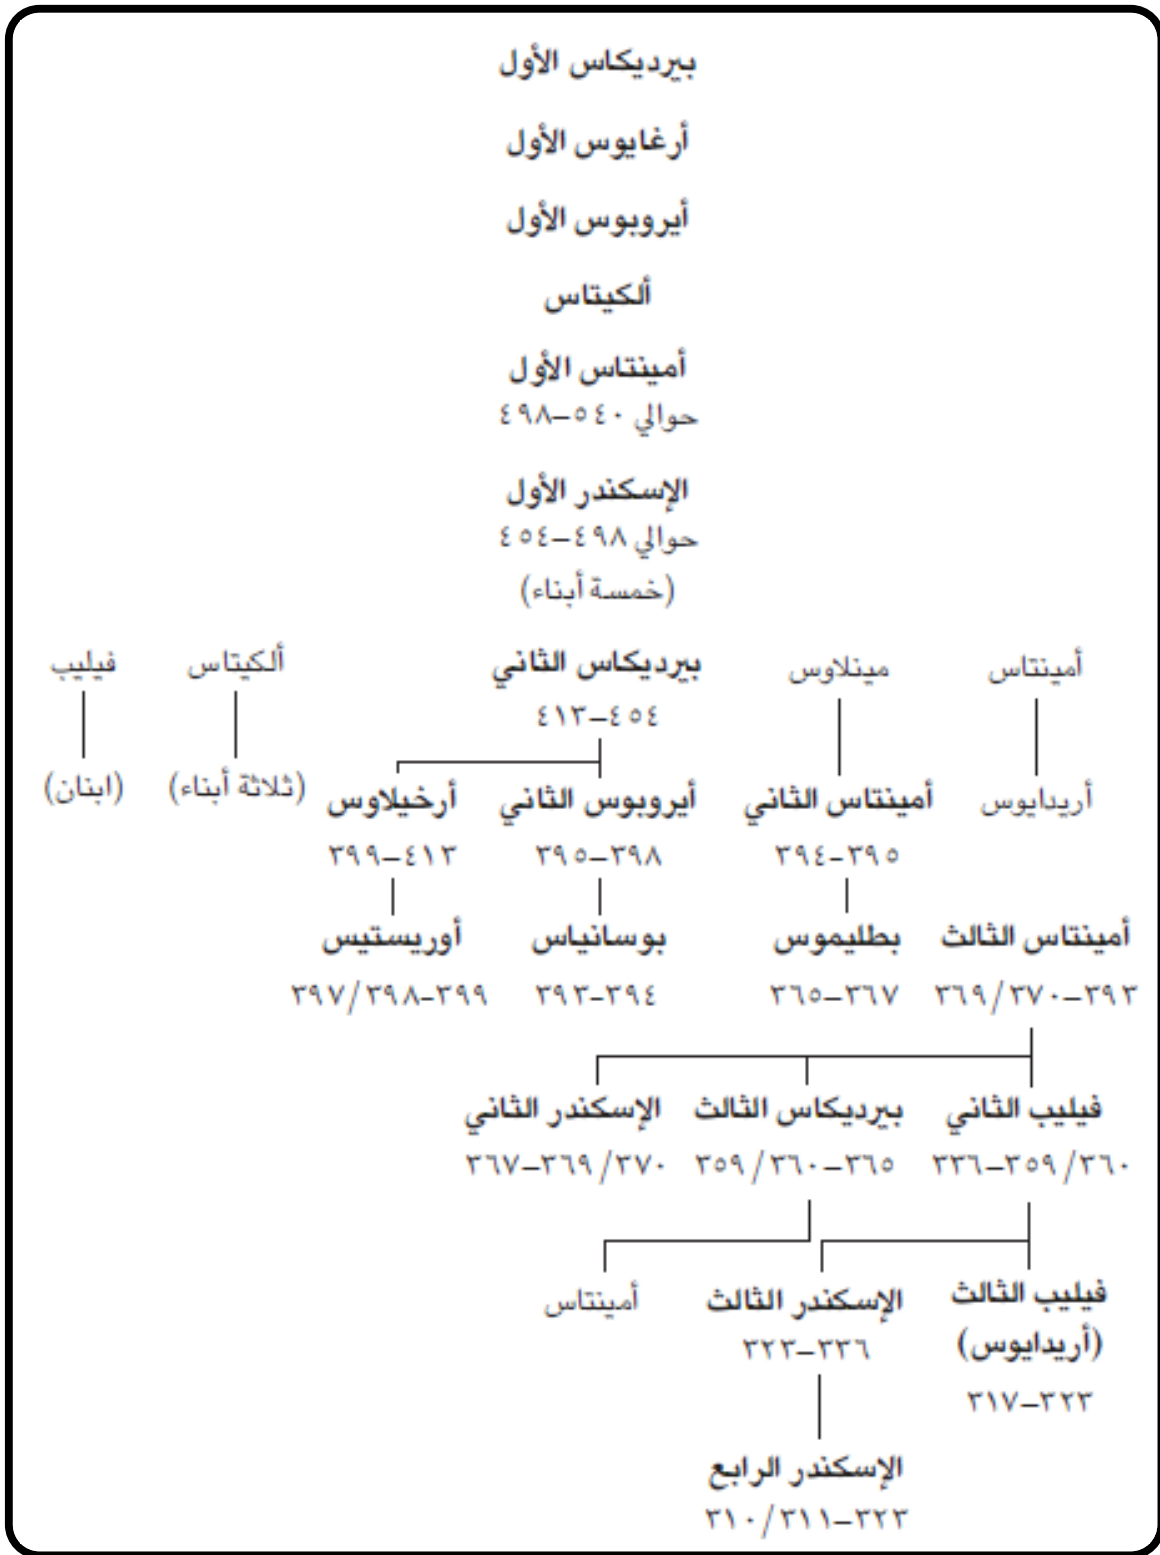 بيرديكاس الأول
أرغايوس الأول
أيروبوس الأول
ألكيتاس
أمينتاس الأول
حوالي ٥٤٠–٤٩٨
الإسكندر الأول
حوالي ٤٩٨–٤٥٤
(خمسة أبناء)
أمينتاس مينلاوس بيرديكاس الثاني ألكيتاس فيليب
٤٥٤–٤١٣
أريدايوس أمينتاس الثاني أيروبوس الثاني أرخيلاوس (ثلاثة أبناء) (ابنان)
٣٩٥–٣٩٤ ٣٩٨–٣٩٥ ٤١٣–٣٩٩
أمينتاس الثالث بطليموس بوسانياس أوريستيس
٣٩٣–٣٦٩/٣٧٠ ٣٦٧–٣٦٥ ٣٩٤–٣٩٣ ٣٩٩–٣٩٧/٣٩٨
فيليب الثاني بيرديكاس الثالث الإسكندر الثاني
٣٥٩/٣٦٠–٣٣٦ ٣٦٥–٣٥٩/٣٦٠ ٣٦٩/٣٧٠–٣٦٧
فيليب الثالث الإسكندر الثالث أمينتاس
(أريدايوس) ٣٣٦–٣٢٣
٣٢٣–٣١٧
الإسكندر الرابع
٣٢٣–٣١٠/٣١١